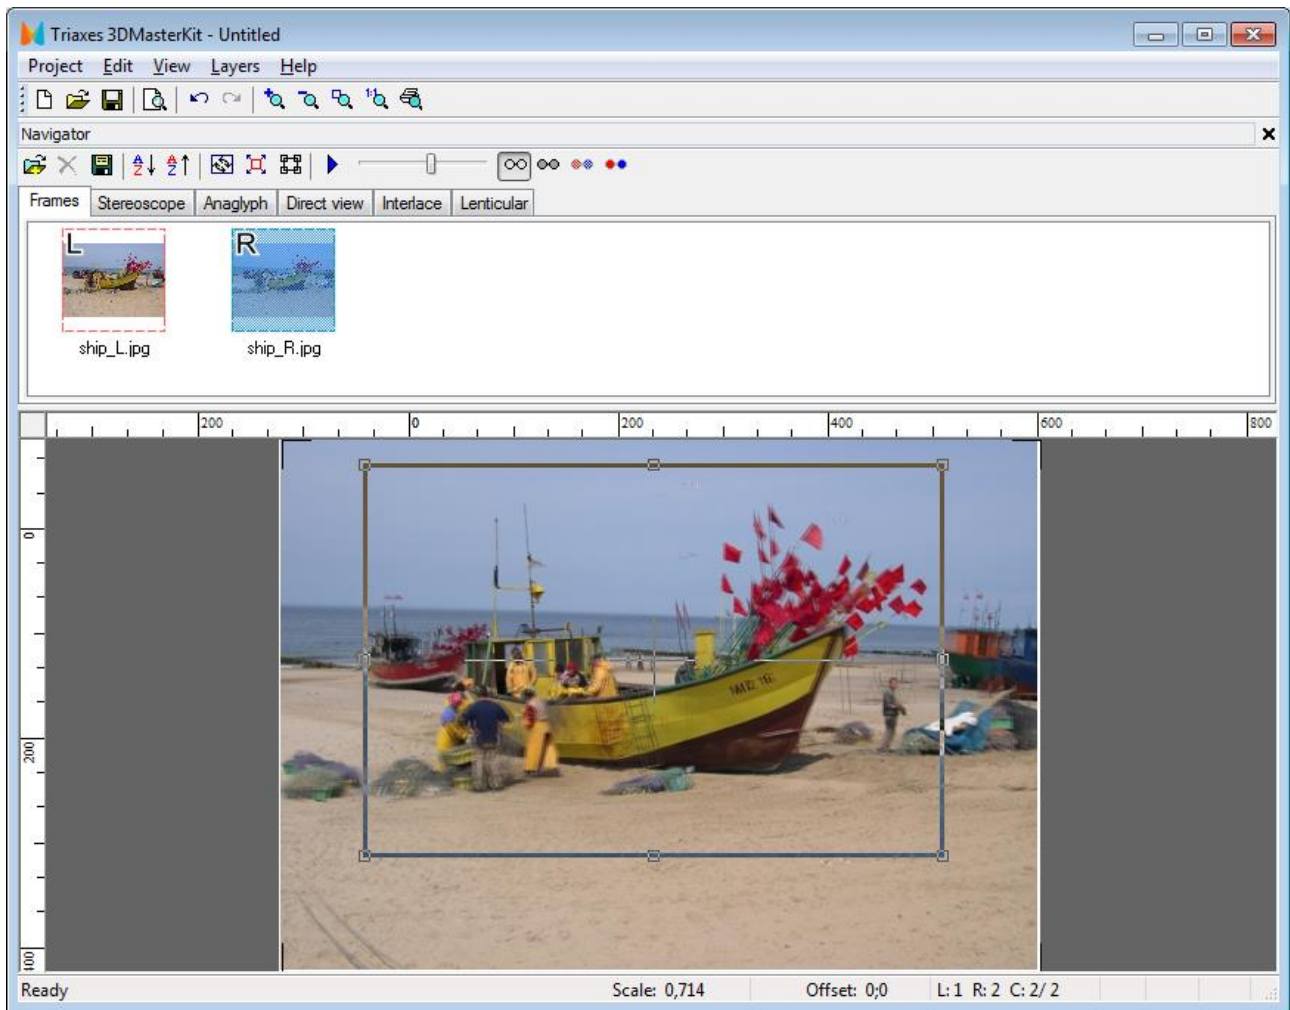 Triaxes 3DMasterKit - Untitled
Project Edit View Layers Help
1:1
Navigator
Frames Stereoscope Anaglyph Direct view Interlace Lenticular
L R
ship_L.jpg ship_R.jpg
200 0 200 400 600 800
0
200
400
Ready Scale: 0,714 Offset: 0;0 L: 1 R: 2 C: 2/ 2